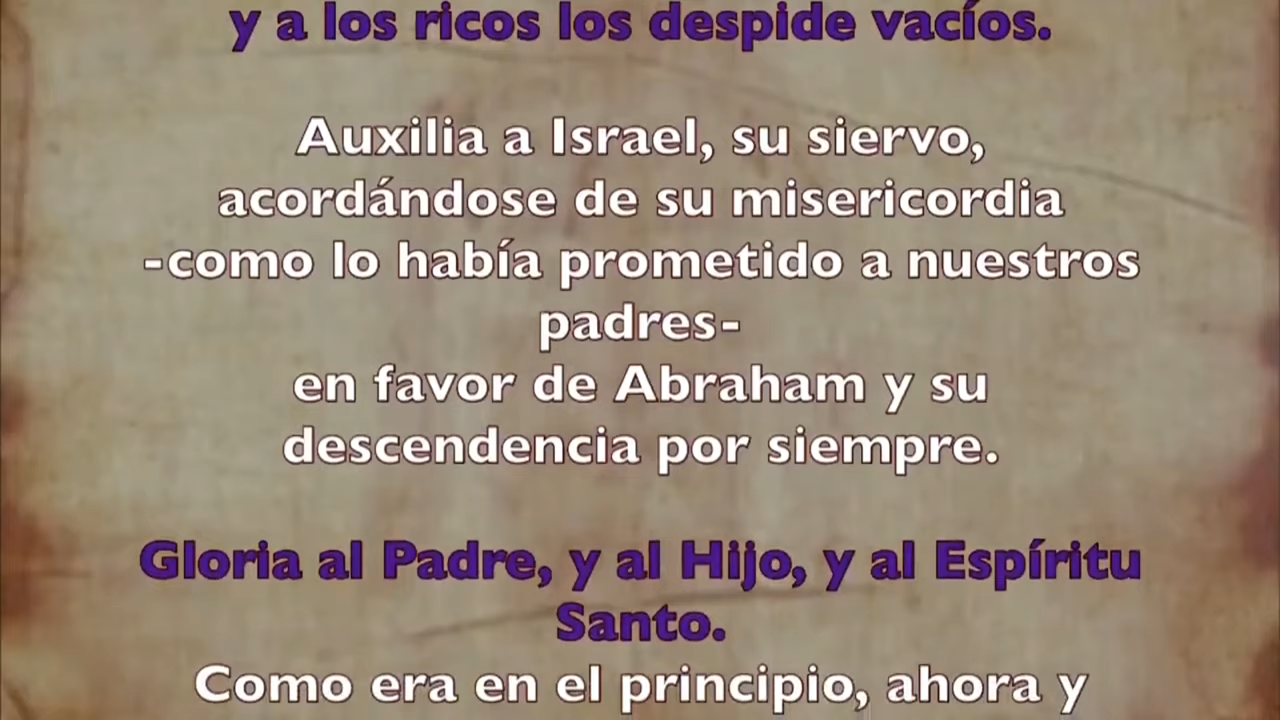 y a los ricos los despide vacíos.
Auxilia a Israel, su siervo,
acordándose de su misericordia
-como lo había prometido a nuestros
padres-
en favor de Abraham y su
descendencia por siempre.
Gloria al Padre, y al Hijo, y al Espíritu
Santo.
Como era en el principio, ahora y